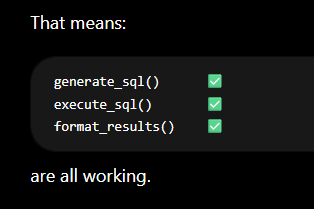 That means:
generate_sql() ✅
execute_sql() ✅
format_results() ✅
are all working.